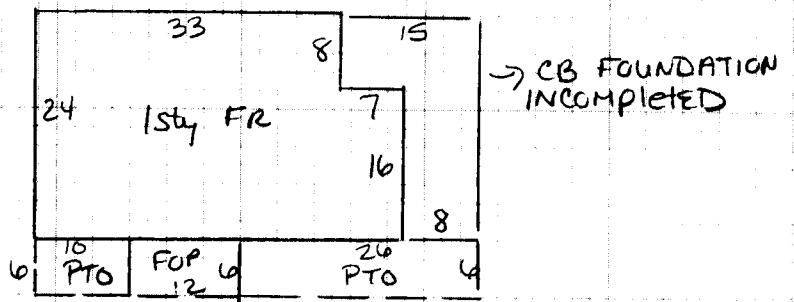 33
15
8
→ CB FOUNDATION
INCOMPLETED
24
1sty FR
7
16
8
6
10
PTO
FOP
12
6
26
PTO
6